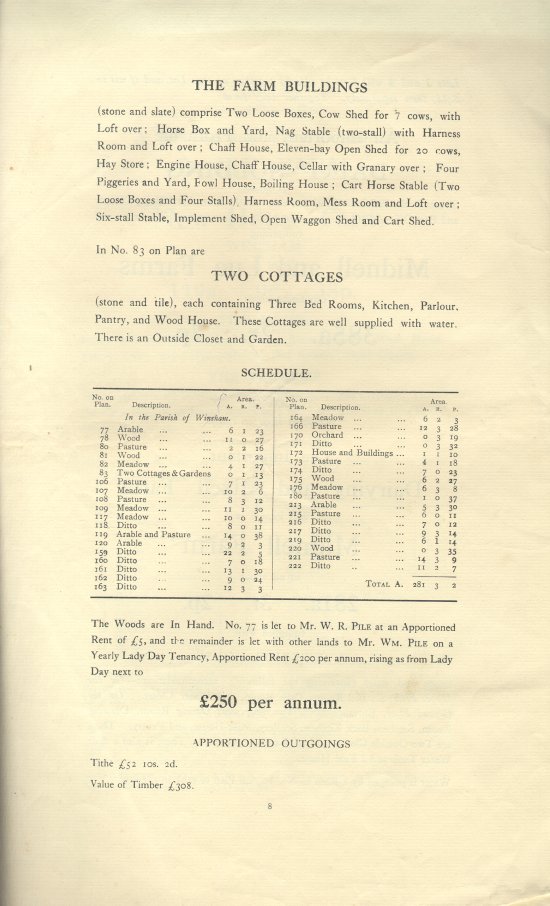 THE FARM BUILDINGS
(stone and slate) comprise Two Loose Boxes, Cow Shed for 7 cows, with
Loft over; Horse Box and Yard, Nag Stable (two-stall) with Harness
Room and Loft over; Chaff House, Eleven-bay Open Shed for 20 cows,
Hay Store; Engine House, Chaff House, Cellar with Granary over; Four
Piggeries and Yard, Fowl House, Boiling House; Cart Horse Stable (Two
Loose Boxes and Four Stalls), Harness Room, Mess Room and Loft over;
Six-stall Stable, Implement Shed, Open Waggon Shed and Cart Shed.
In No. 83 on Plan are
TWO COTTAGES
(stone and tile), each containing Three Bed Rooms, Kitchen, Parlour,
Pantry, and Wood House. These Cottages are well supplied with water.
There is an Outside Closet and Garden.
SCHEDULE.
No. on Plan. Description. Area. A. R. P.
In the Parish of Winsham.
77 Arable ... ... 6 1 23
78 Wood ... ... 11 0 27
80 Pasture ... ... 2 2 16
81 Wood ... ... 0 1 22
82 Meadow ... ... 4 1 27
83 Two Cottages & Gardens 0 1 13
106 Pasture ... ... 7 1 23
107 Meadow ... ... 10 2 6
108 Pasture ... ... 8 3 12
109 Meadow ... ... 11 1 30
117 Meadow ... ... 10 0 14
118 Ditto ... ... 8 0 11
119 Arable and Pasture ... 14 0 38
120 Arable ... ... 9 2 3
159 Ditto ... ... 22 2 5
160 Ditto ... ... 7 0 18
161 Ditto ... ... 13 1 30
162 Ditto ... ... 9 0 24
163 Ditto ... ... 12 3 3
No. on Plan. Description. Area. A. R. P.
164 Meadow ... ... 6 2 3
166 Pasture ... ... 12 3 28
170 Orchard ... ... 0 3 19
171 Ditto ... ... 0 3 32
172 House and Buildings ... 1 1 10
173 Pasture ... ... 4 1 18
174 Ditto ... ... 7 0 23
175 Wood ... ... 6 2 27
176 Meadow ... ... 6 3 8
180 Pasture ... ... 1 0 37
213 Arable ... ... 5 3 30
215 Pasture ... ... 6 0 11
216 Ditto ... ... 7 0 12
217 Ditto ... ... 9 3 14
219 Ditto ... ... 6 1 14
220 Wood ... ... 0 3 35
221 Pasture ... ... 14 3 9
222 Ditto ... ... 11 2 7
TOTAL A. 281 3 2
The Woods are In Hand. No. 77 is let to Mr. W. R. PILE at an Apportioned
Rent of £5, and the remainder is let with other lands to Mr. WM. PILE on a
Yearly Lady Day Tenancy, Apportioned Rent £200 per annum, rising as from Lady
Day next to
£250 per annum.
APPORTIONED OUTGOINGS
Tithe £52 10s. 2d.
Value of Timber £308.
8